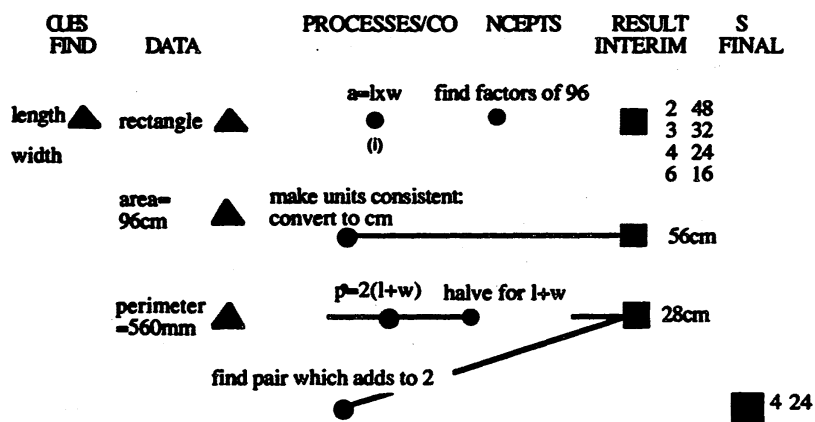 CUES PROCESSES/CO NCEPTS RESULT S
FIND DATA INTERIM FINAL
a=lxw find factors of 96
length rectangle 2 48
(i) 3 32
width 4 24
6 16
area= make units consistent:
96cm convert to cm
56cm
p=2(l+w) halve for l+w
perimeter 28cm
=560mm
find pair which adds to 2
4 24